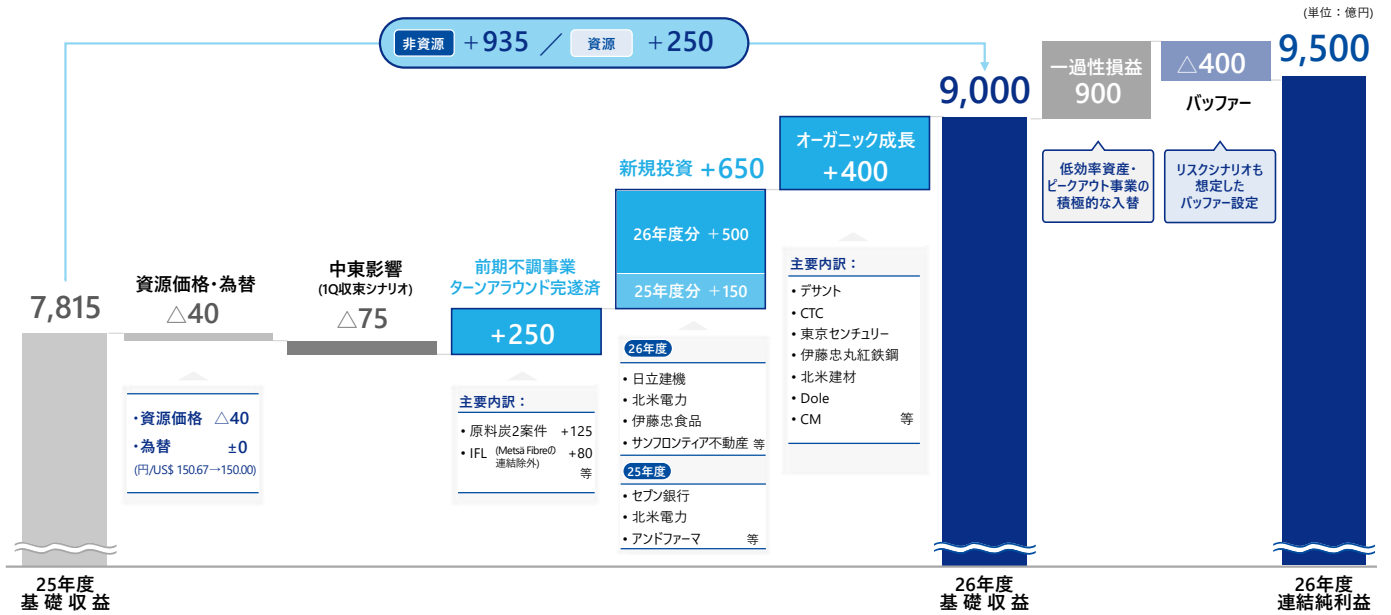 (単位：億円)
非資源 +935 ／ 資源 +250
7,815
25年度
基礎収益
資源価格・為替
△40
・資源価格 △40
・為替 ±0
(円/US$ 150.67→150.00)
中東影響
(1Q収束シナリオ)
△75
前期不調事業
ターンアラウンド完遂済
+250
主要内訳：
• 原料炭2案件 +125
• IFL (Metsä Fibreの連結除外) +80
等
新規投資 +650
26年度分 +500
25年度分 +150
26年度
• 日立建機
• 北米電力
• 伊藤忠食品
• サンフロンティア不動産 等
25年度
• セブン銀行
• 北米電力
• アンドファーマ 等
オーガニック成長
+400
主要内訳：
• デサント
• CTC
• 東京センチュリー
• 伊藤忠丸紅鉄鋼
• 北米建材
• Dole
• CM 等
9,000
26年度
基礎収益
一過性損益
900
低効率資産・
ピークアウト事業の
積極的な入替
△400
バッファー
リスクシナリオも
想定した
バッファー設定
9,500
26年度
連結純利益